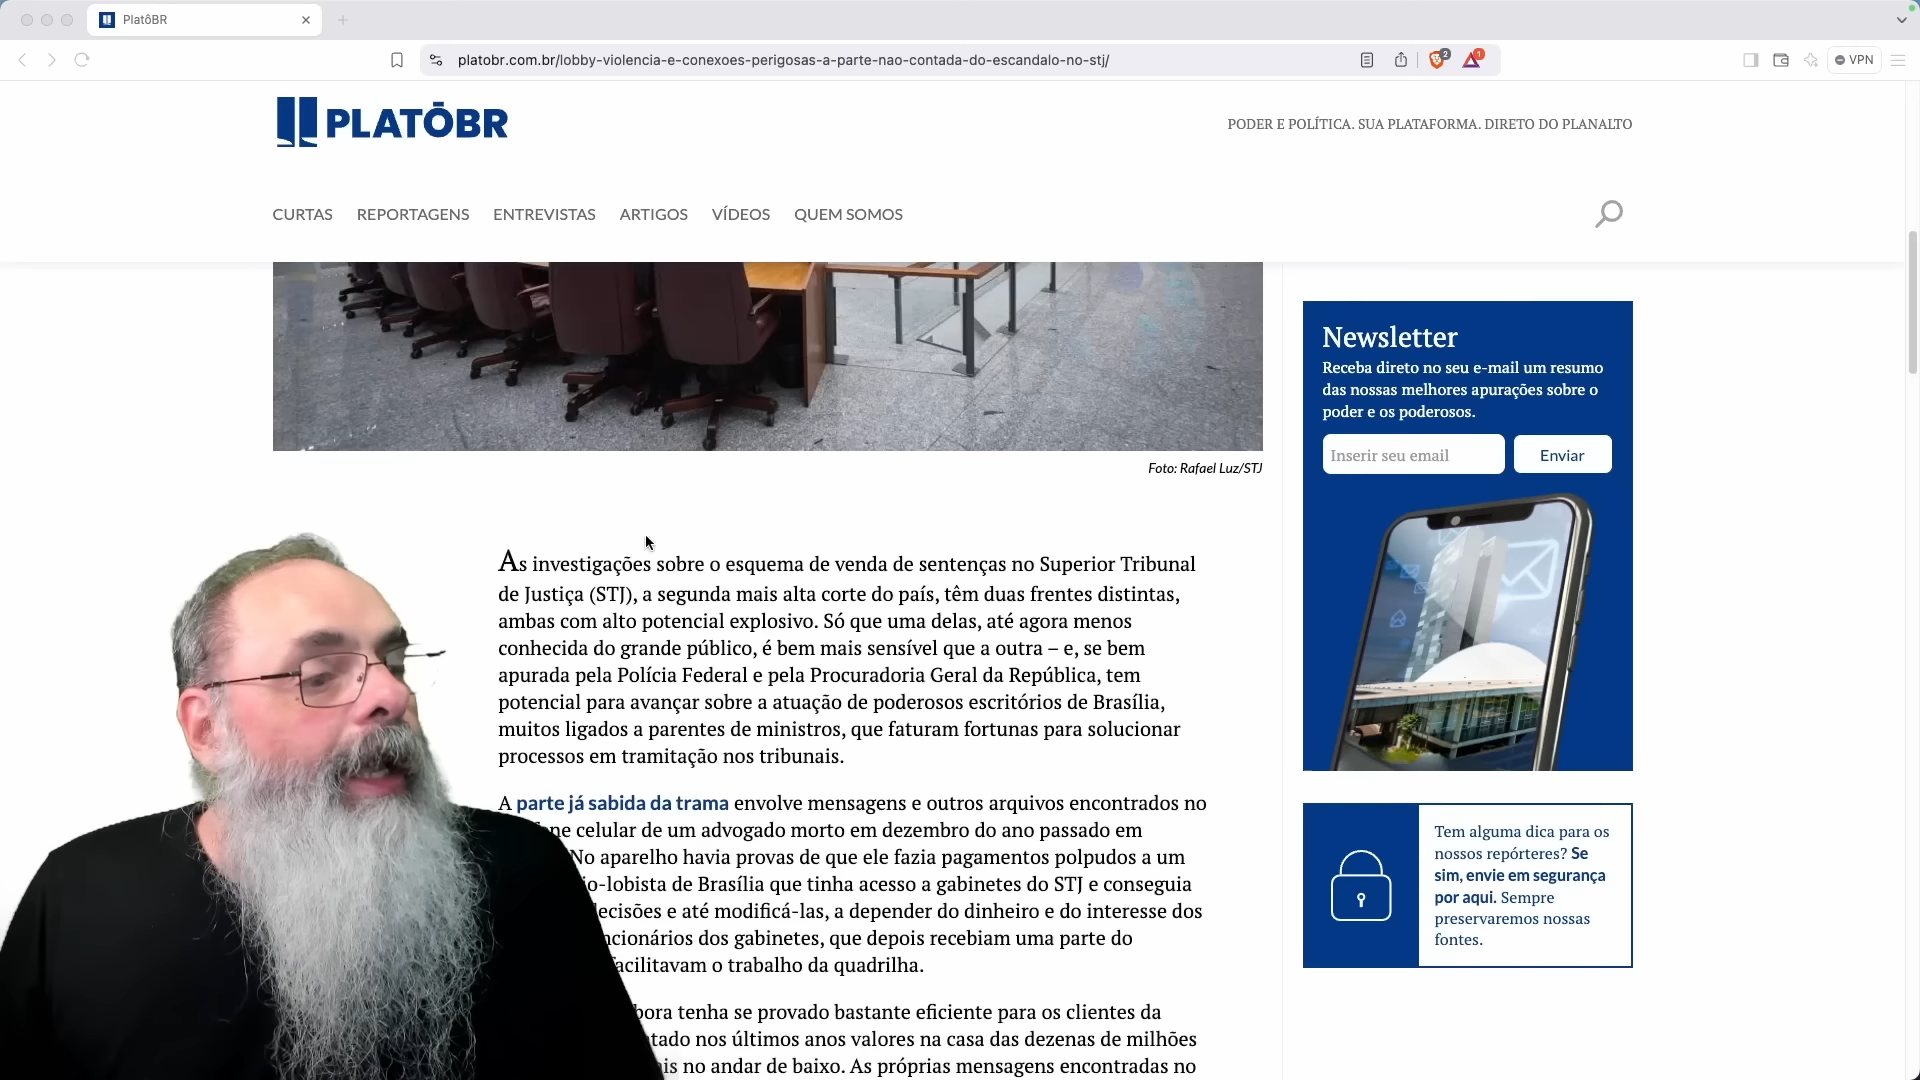 PlatôBR
platobr.com.br/lobby-violencia-e-conexoes-perigosas-a-parte-nao-contada-do-escandalo-no-stj/
2
1
VPN
PLATÔBR
PODER E POLÍTICA. SUA PLATAFORMA. DIRETO DO PLANALTO
CURTAS REPORTAGENS ENTREVISTAS ARTIGOS VÍDEOS QUEM SOMOS
Foto: Rafael Luz/STJ
As investigações sobre o esquema de venda de sentenças no Superior Tribunal
de Justiça (STJ), a segunda mais alta corte do país, têm duas frentes distintas,
ambas com alto potencial explosivo. Só que uma delas, até agora menos
conhecida do grande público, é bem mais sensível que a outra – e, se bem
apurada pela Polícia Federal e pela Procuradoria Geral da República, tem
potencial para avançar sobre a atuação de poderosos escritórios de Brasília,
muitos ligados a parentes de ministros, que faturam fortunas para solucionar
processos em tramitação nos tribunais.
A parte já sabida da trama envolve mensagens e outros arquivos encontrados no
celular de um advogado morto em dezembro do ano passado em
No aparelho havia provas de que ele fazia pagamentos polpudos a um
io-lobista de Brasília que tinha acesso a gabinetes do STJ e conseguia
decisões e até modificá-las, a depender do dinheiro e do interesse dos
ncionários dos gabinetes, que depois recebiam uma parte do
facilitavam o trabalho da quadrilha.
bora tenha se provado bastante eficiente para os clientes da
tado nos últimos anos valores na casa das dezenas de milhões
is no andar de baixo. As próprias mensagens encontradas no
Newsletter
Receba direto no seu e-mail um resumo
das nossas melhores apurações sobre o
poder e os poderosos.
Inserir seu email Enviar
Tem alguma dica para os
nossos repórteres? Se
sim, envie em segurança
por aqui. Sempre
preservaremos nossas
fontes.